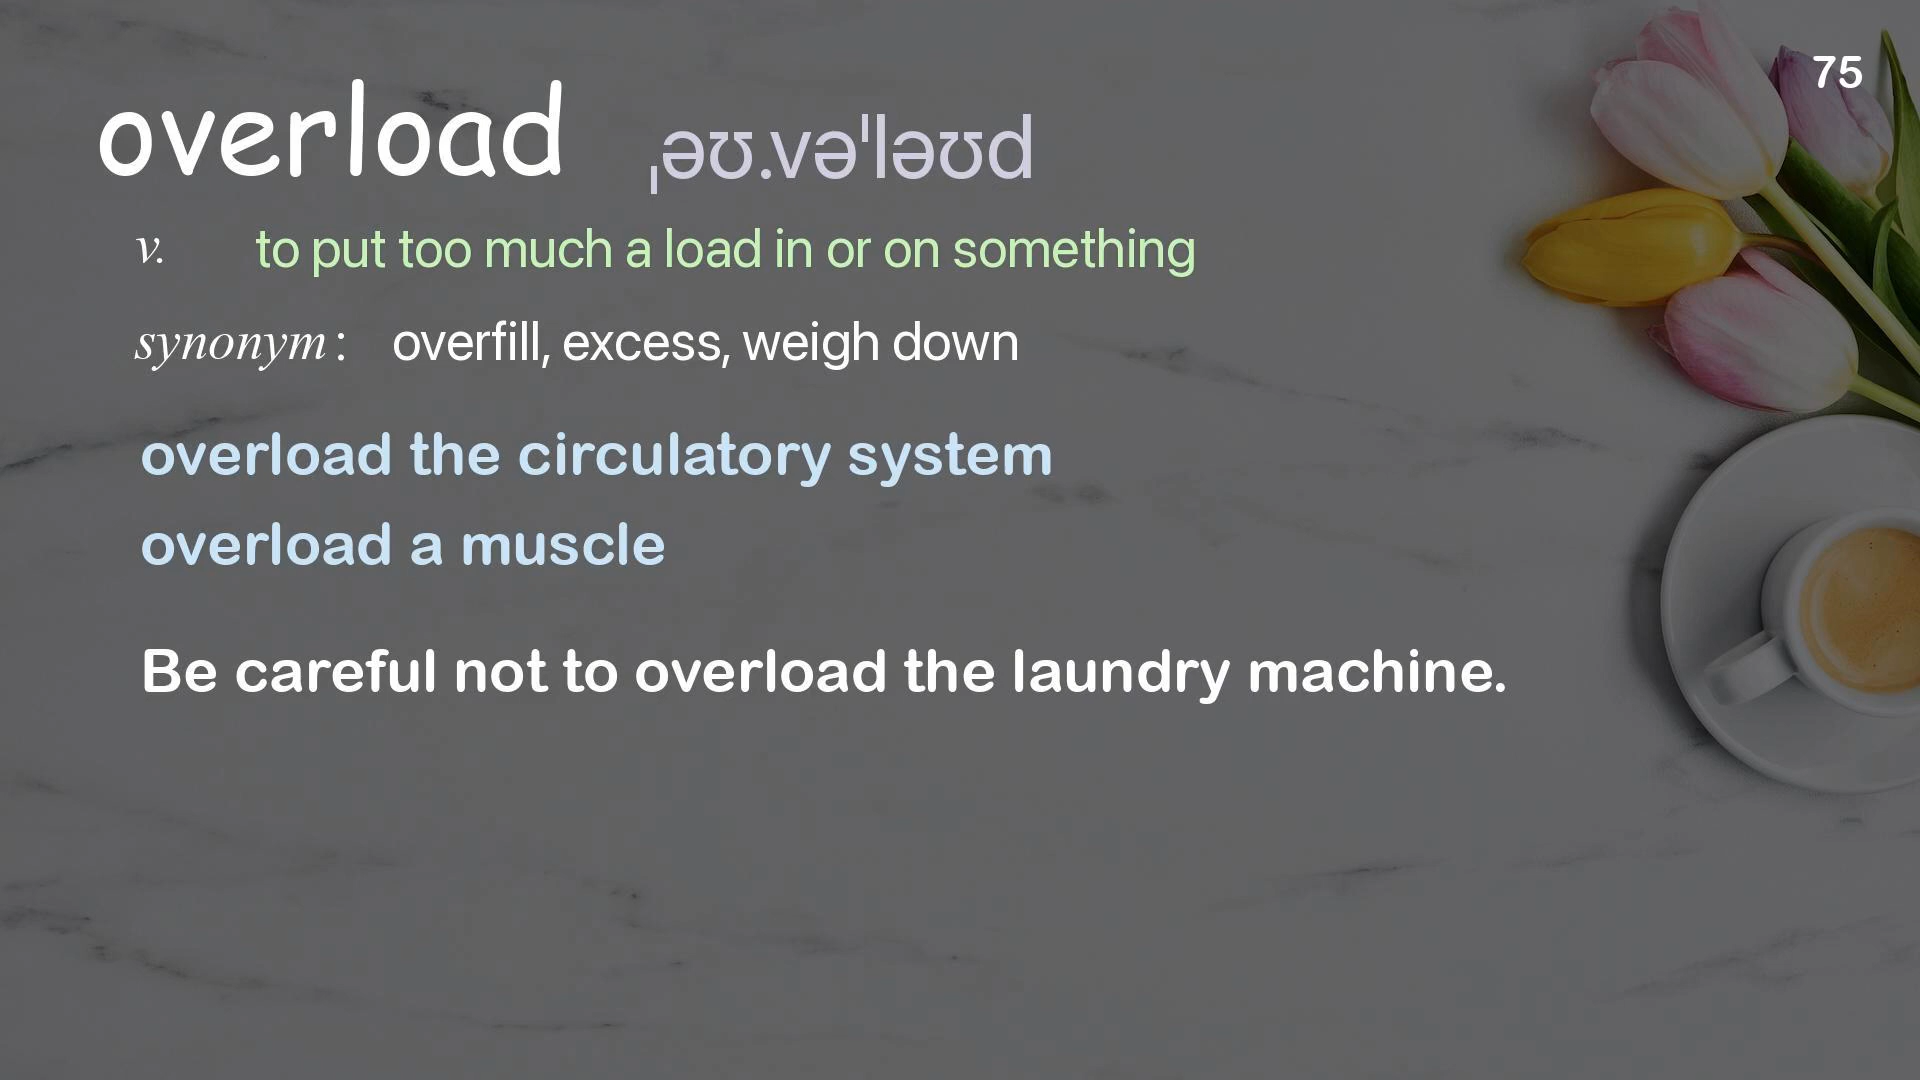 75
overload ˌəʊ.vəˈləʊd
v. to put too much a load in or on something
synonym : overfill, excess, weigh down
overload the circulatory system
overload a muscle
Be careful not to overload the laundry machine.